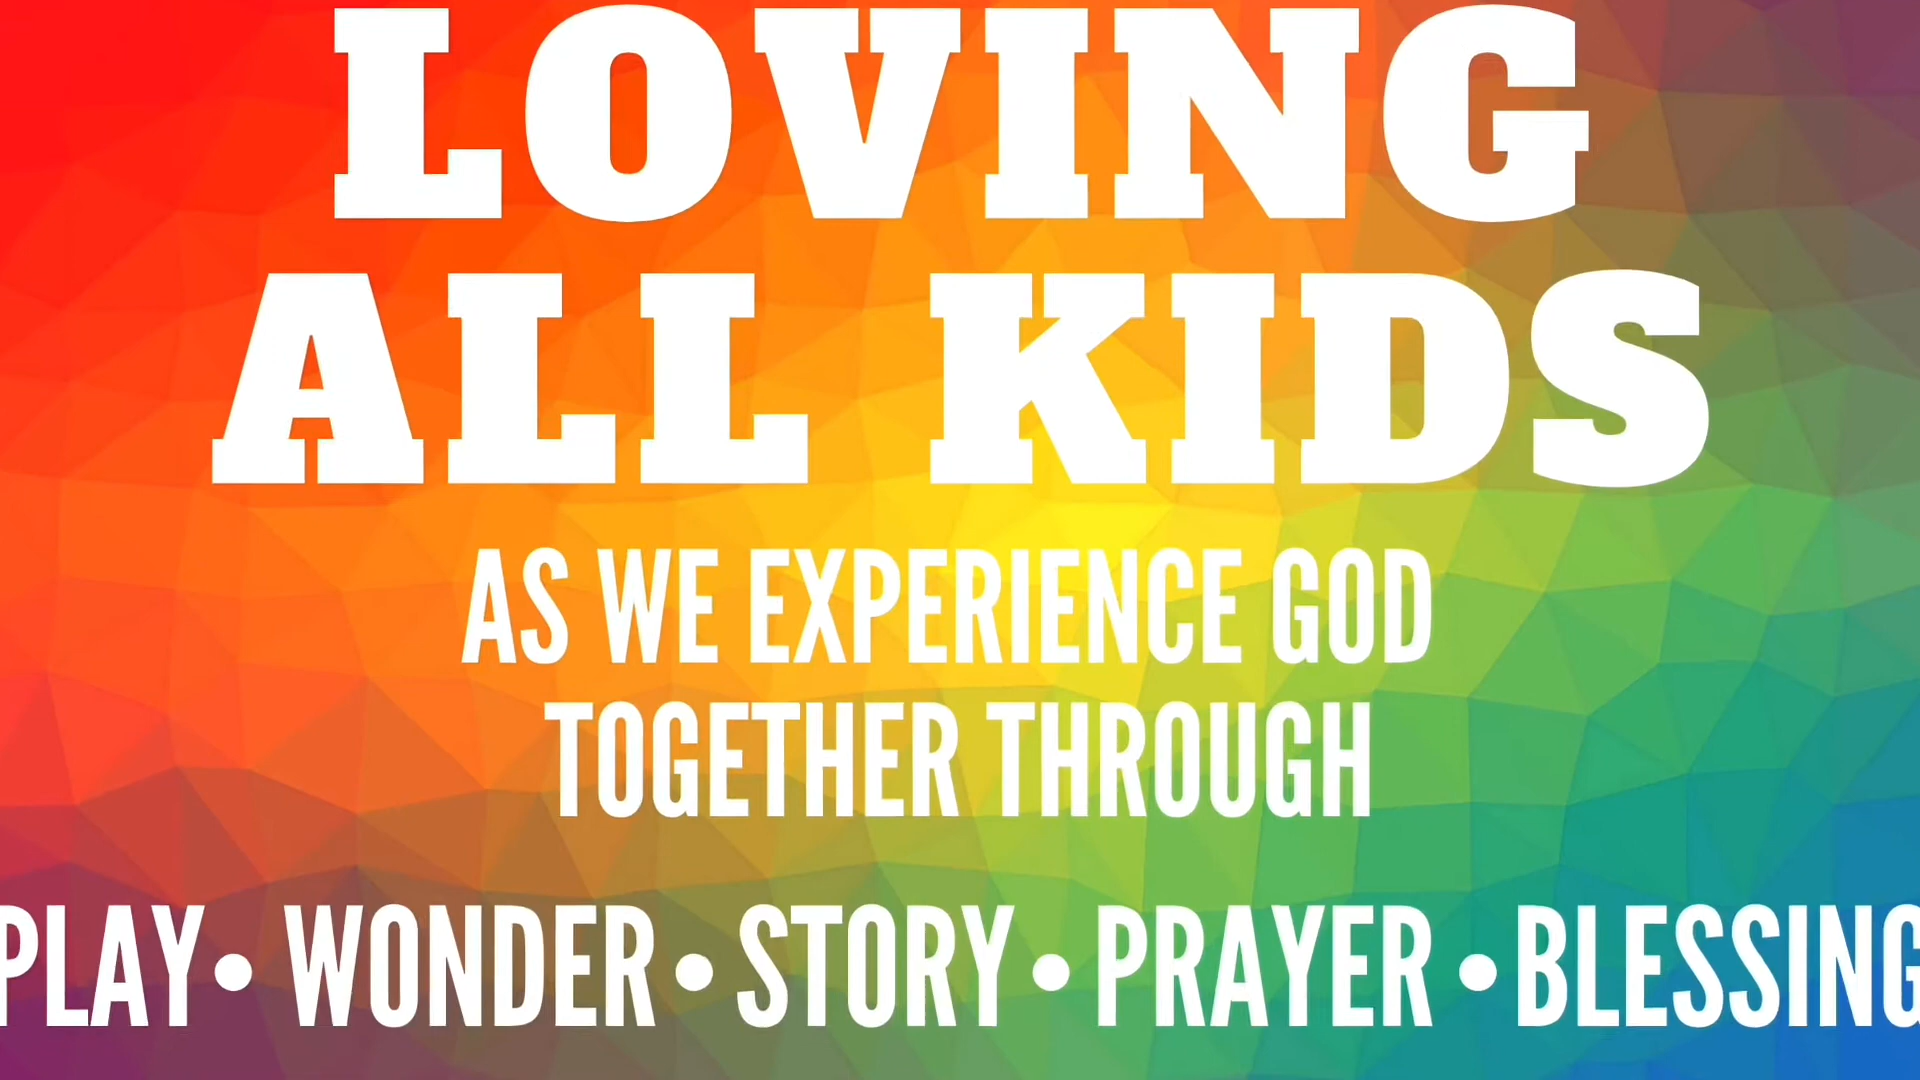 LOVING
ALL KIDS
AS WE EXPERIENCE GOD
TOGETHER THROUGH
PLAY • WONDER • STORY • PRAYER • BLESSING